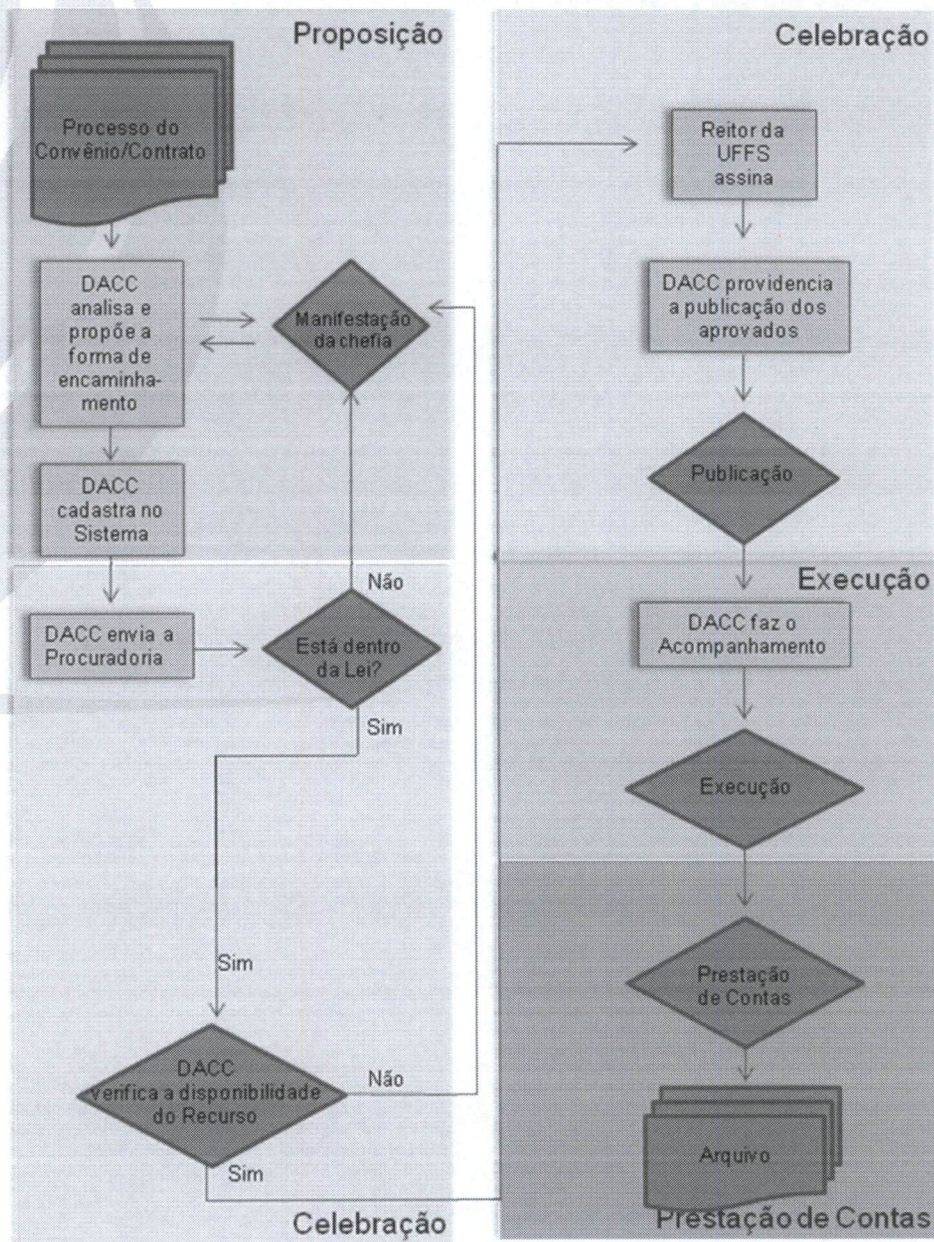 Proposição
Processo do
Convênio/Contrato
DACC
analisa e
propõe a
forma de
encaminha-
mento
Manifestação
da chefia
DACC
cadastra no
Sistema
DACC envia a
Procuradoria
Não
Está dentro
da Lei?
Sim
Sim
DACC
verifica a disponibilidade
do Recurso
Não
Sim
Celebração
Celebração
Reitor da
UFFS
assina
DACC providencia
a publicação dos
aprovados
Publicação
Execução
DACC faz o
Acompanhamento
Execução
Prestação
de Contas
Arquivo
Prestação de Contas